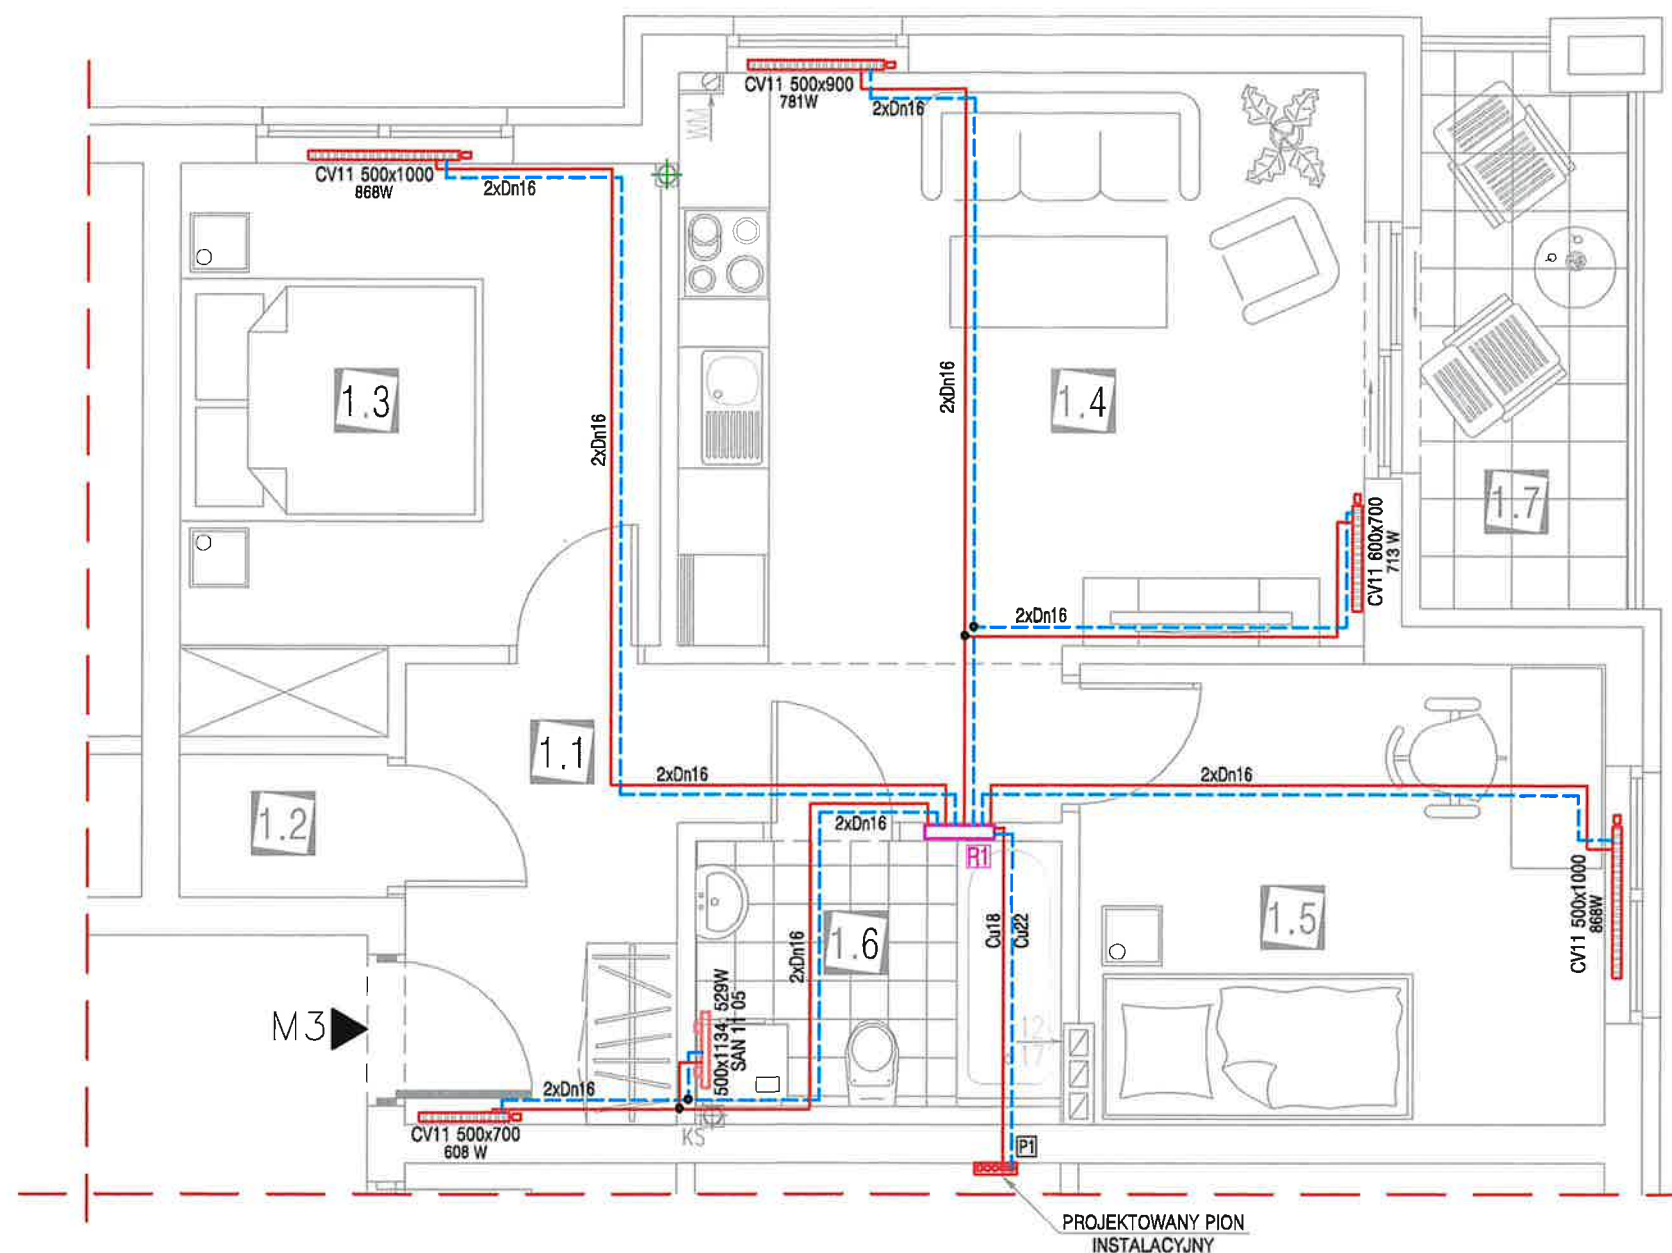 CV11 500x900
781W
2xDn16
WM
CV11 500x1000
868W
2xDn16
1.3
2xDn16
2xDn16
1.4
1.7
CV11 600x700
713 W
2xDn16
1.1
2xDn16
2xDn16
1.2
2xDn16
R1
CV11 500x1000
868W
1.5
1.6
Cu18
Cu22
2xDn16
M3
500x1134; 529W
SAN 11 05
12
17
2xDn16
CV11 500x700
608 W
KS
P1
PROJEKTOWANY PION
INSTALACYJNY